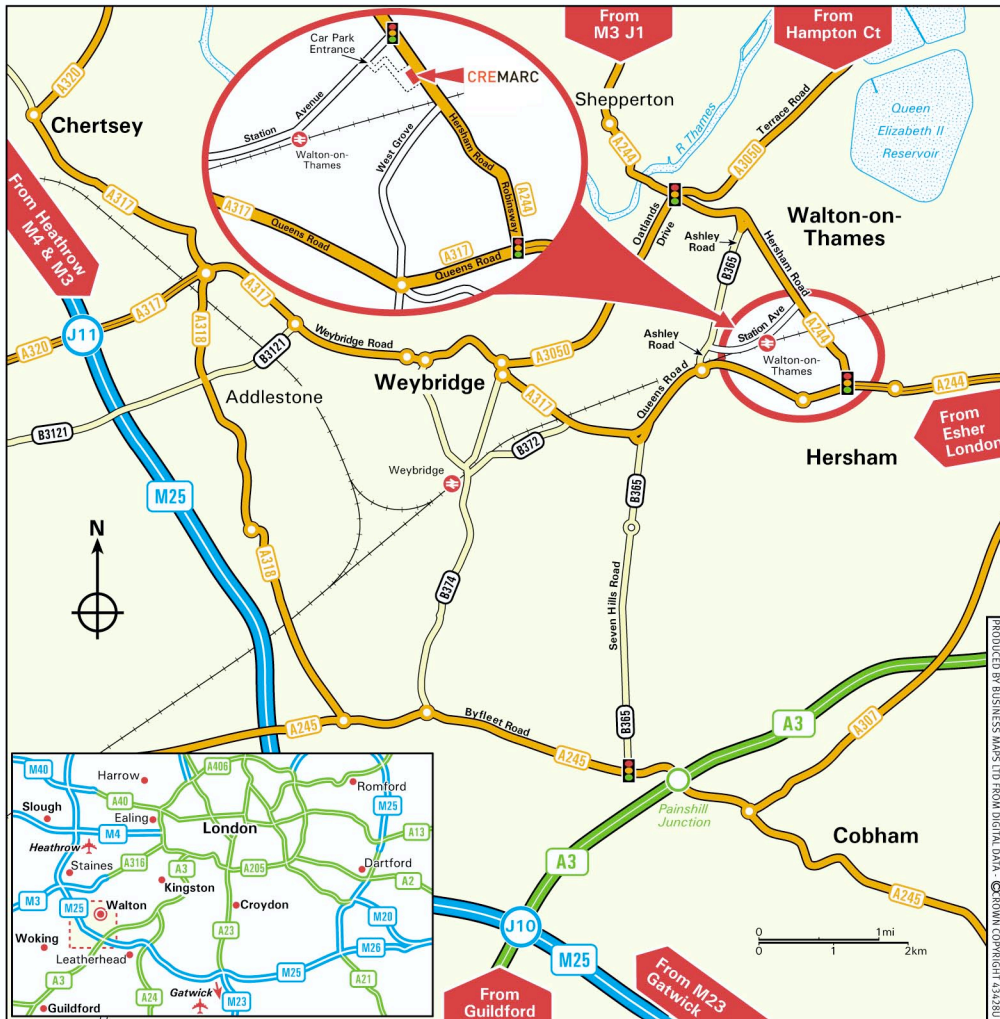 From
M3 J1
From
Hampton Ct
A320
Chertsey
Car Park
Entrance
CREMARC
Station
Avenue
Walton-on-
Thames
West Grove
Hersham Road
Robinsway
A244
A317
Queens Road
A317
Queens Road
Shepperton
A244
R Thames
Terrace Road
A3050
Queen
Elizabeth II
Reservoir
Oatlands
Drive
Walton-on-
Thames
Ashley
Road
B365
Hersham Road
A244
Station Ave
Walton-on-
Thames
Ashley
Road
Queens Road
A244
From
Esher
London
Hersham
From Heathrow
M4 & M3
A317
J11
A320
A317
A317
A318
B3121
Weybridge Road
Weybridge
A3050
A317
Addlestone
B3121
B372
Weybridge
M25
B365
N
A318
B374
Seven Hills Road
B365
A245
Byfleet Road
A245
A3
A307
Painshill
Junction
Cobham
A3
A245
J10
M25
0 1mi
0 1 2km
From
Guildford
From M23
Gatwick
M40
Harrow
A406
Romford
M25
Slough
A40
Ealing
London
M4
Heathrow
A13
Staines
A316
A3
A205
Dartford
M3
Kingston
A2
M25
Walton
Croydon
M20
Woking
A23
M26
Leatherhead
M25
A3
A24
Gatwick
M23
A21
Guildford
PRODUCED BY BUSINESS MAPS LTD FROM DIGITAL DATA - ©CROWN COPYRIGHT 43428U